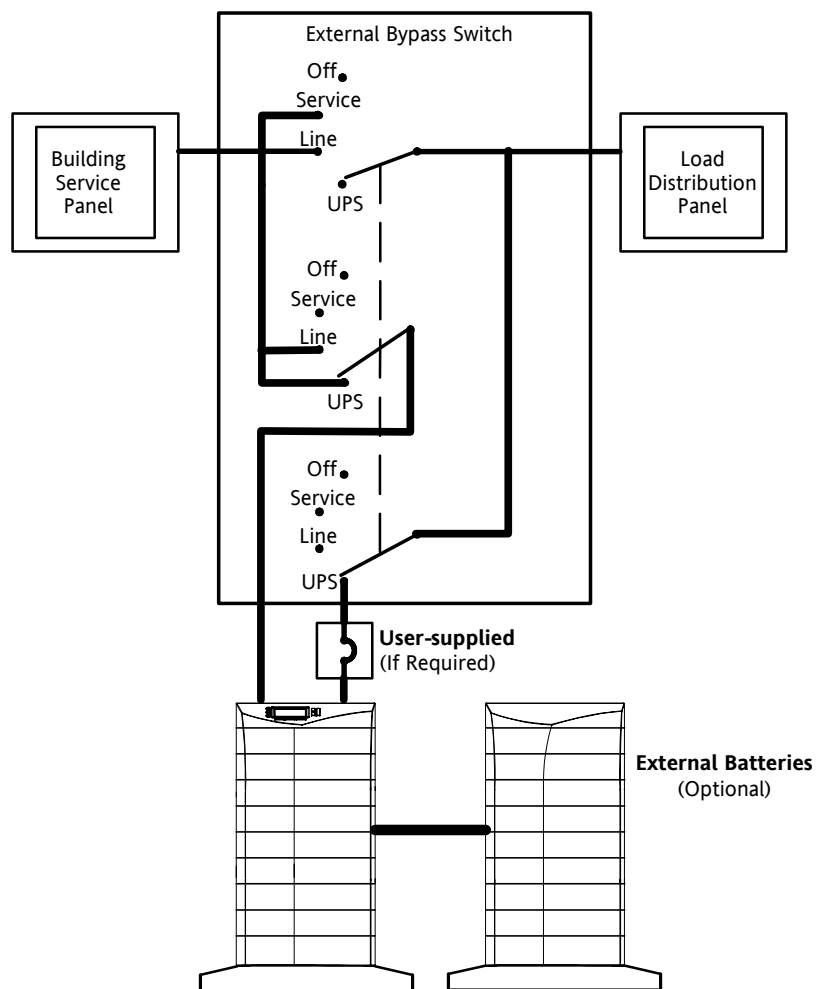 External Bypass Switch
Off
Service
Line
UPS
Building
Service
Panel
Load
Distribution
Panel
Off
Service
Line
UPS
Off
Service
Line
UPS
User-supplied
(If Required)
External Batteries
(Optional)